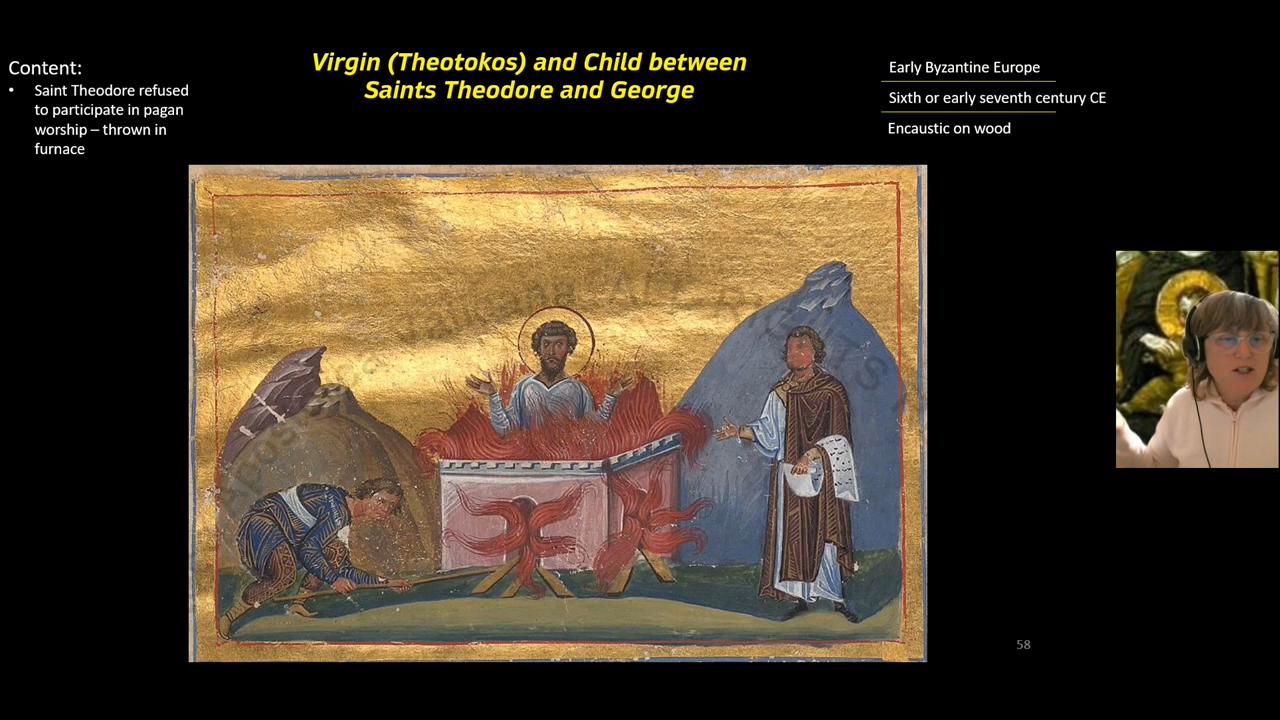 Content:
• Saint Theodore refused
to participate in pagan
worship – thrown in
furnace
Virgin (Theotokos) and Child between
Saints Theodore and George
Early Byzantine Europe
Sixth or early seventh century CE
Encaustic on wood
58